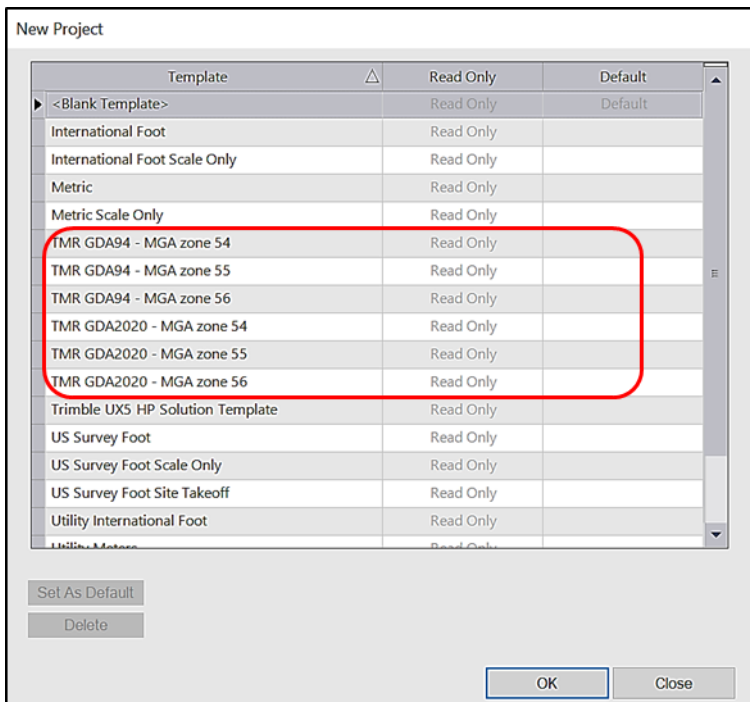 New Project
Template Read Only Default
<Blank Template> Read Only Default
International Foot Read Only
International Foot Scale Only Read Only
Metric Read Only
Metric Scale Only Read Only
TMR GDA94 - MGA zone 54 Read Only
TMR GDA94 - MGA zone 55 Read Only
TMR GDA94 - MGA zone 56 Read Only
TMR GDA2020 - MGA zone 54 Read Only
TMR GDA2020 - MGA zone 55 Read Only
TMR GDA2020 - MGA zone 56 Read Only
Trimble UX5 HP Solution Template Read Only
US Survey Foot Read Only
US Survey Foot Scale Only Read Only
US Survey Foot Site Takeoff Read Only
Utility International Foot Read Only
Utility Meters Read Only
Set As Default
Delete
OK Close